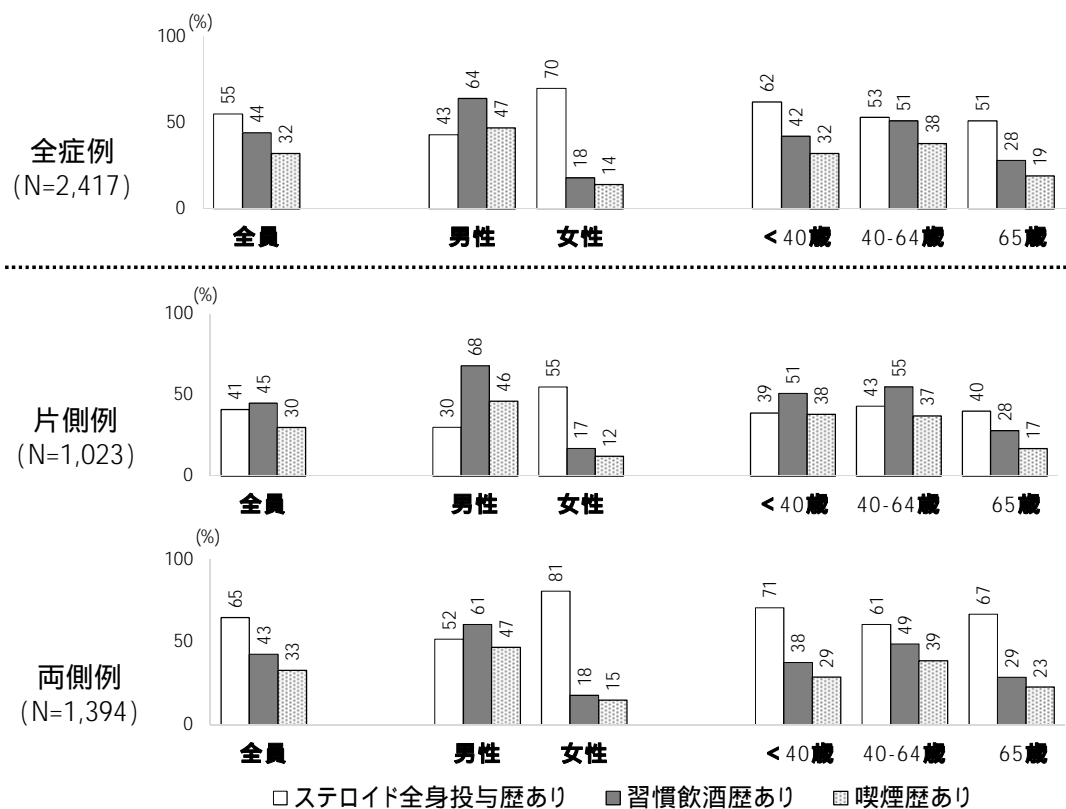 (%)
100
50
0
全症例
(N=2,417)
55 44 32
43 64 47
70 18 14
62 42 32
53 51 38
51 28 19
全員 男性 女性 <40歳 40-64歳 65歳
(%)
100
50
0
片側例
(N=1,023)
41 45 30
30 68 46
55 17 12
39 51 38
43 55 37
40 28 17
全員 男性 女性 <40歳 40-64歳 65歳
(%)
100
50
0
両側例
(N=1,394)
65 43 33
52 61 47
81 18 15
71 38 29
61 49 39
67 29 23
全員 男性 女性 <40歳 40-64歳 65歳
ステロイド全身投与歴あり 習慣飲酒歴あり 喫煙歴あり